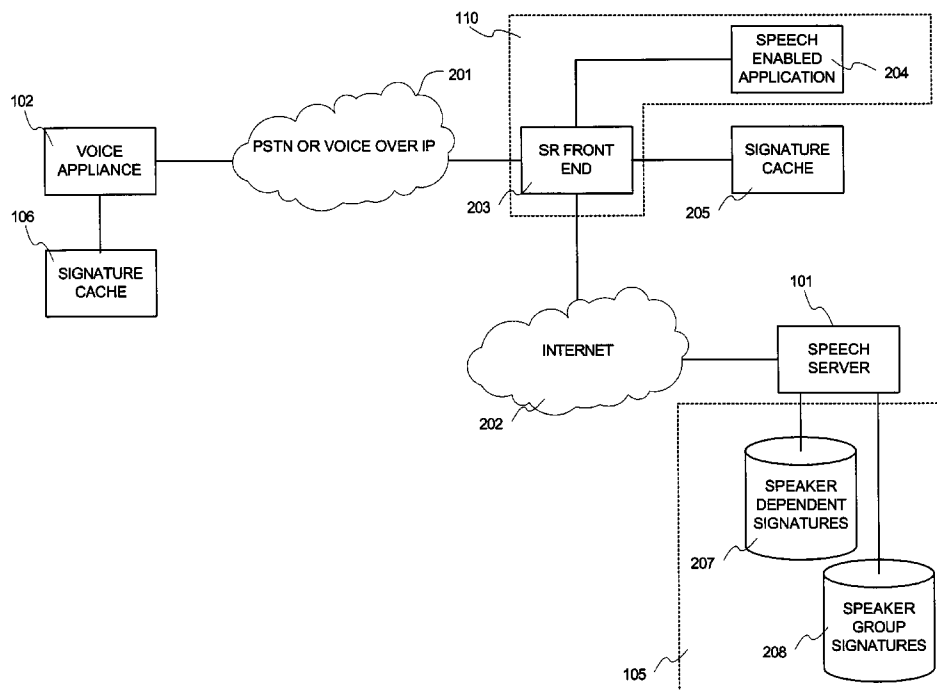 110
SPEECH
ENABLED
APPLICATION
204
201
102
VOICE
APPLIANCE
PSTN OR VOICE OVER IP
SR FRONT
END
203
SIGNATURE
CACHE
205
106
SIGNATURE
CACHE
101
INTERNET
202
SPEECH
SERVER
SPEAKER
DEPENDENT
SIGNATURES
207
SPEAKER
GROUP
SIGNATURES
208
105